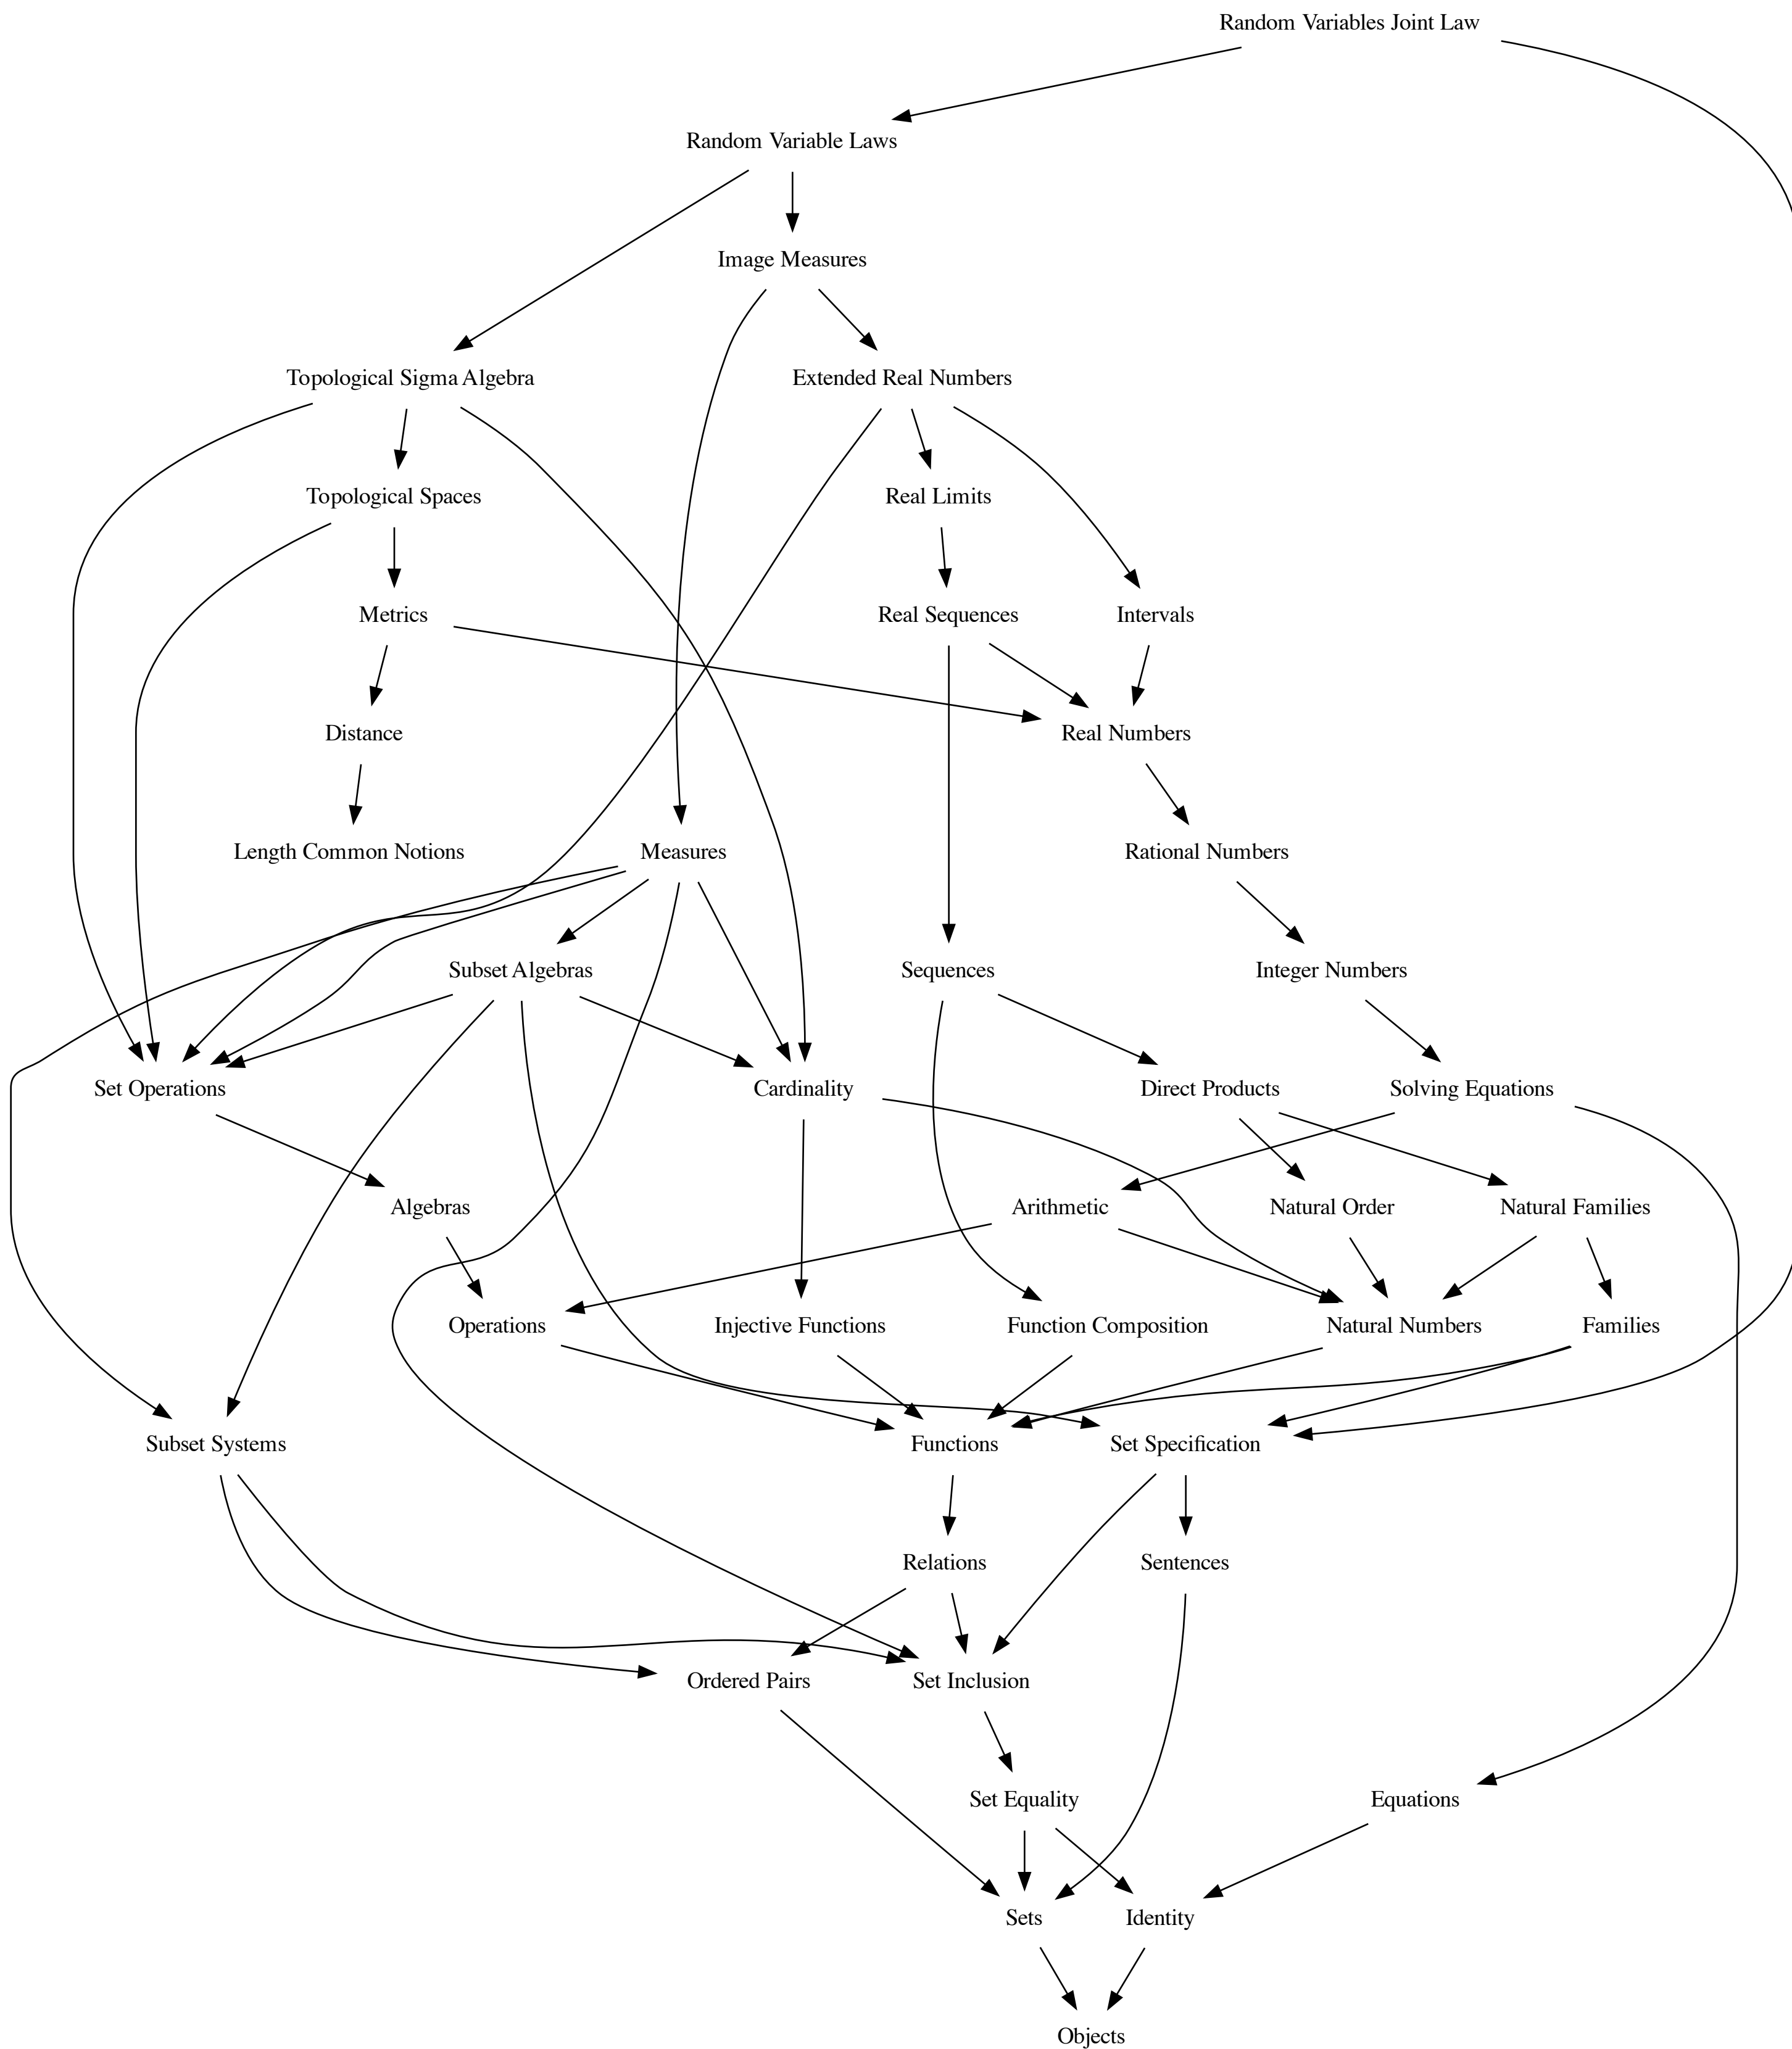 Random Variables Joint Law
Random Variable Laws
Image Measures
Topological Sigma Algebra
Extended Real Numbers
Topological Spaces
Real Limits
Metrics
Real Sequences
Intervals
Distance
Real Numbers
Length Common Notions
Measures
Rational Numbers
Subset Algebras
Sequences
Integer Numbers
Set Operations
Cardinality
Direct Products
Solving Equations
Algebras
Arithmetic
Natural Order
Natural Families
Operations
Injective Functions
Function Composition
Natural Numbers
Families
Subset Systems
Functions
Set Specification
Relations
Sentences
Ordered Pairs
Set Inclusion
Set Equality
Equations
Sets
Identity
Objects